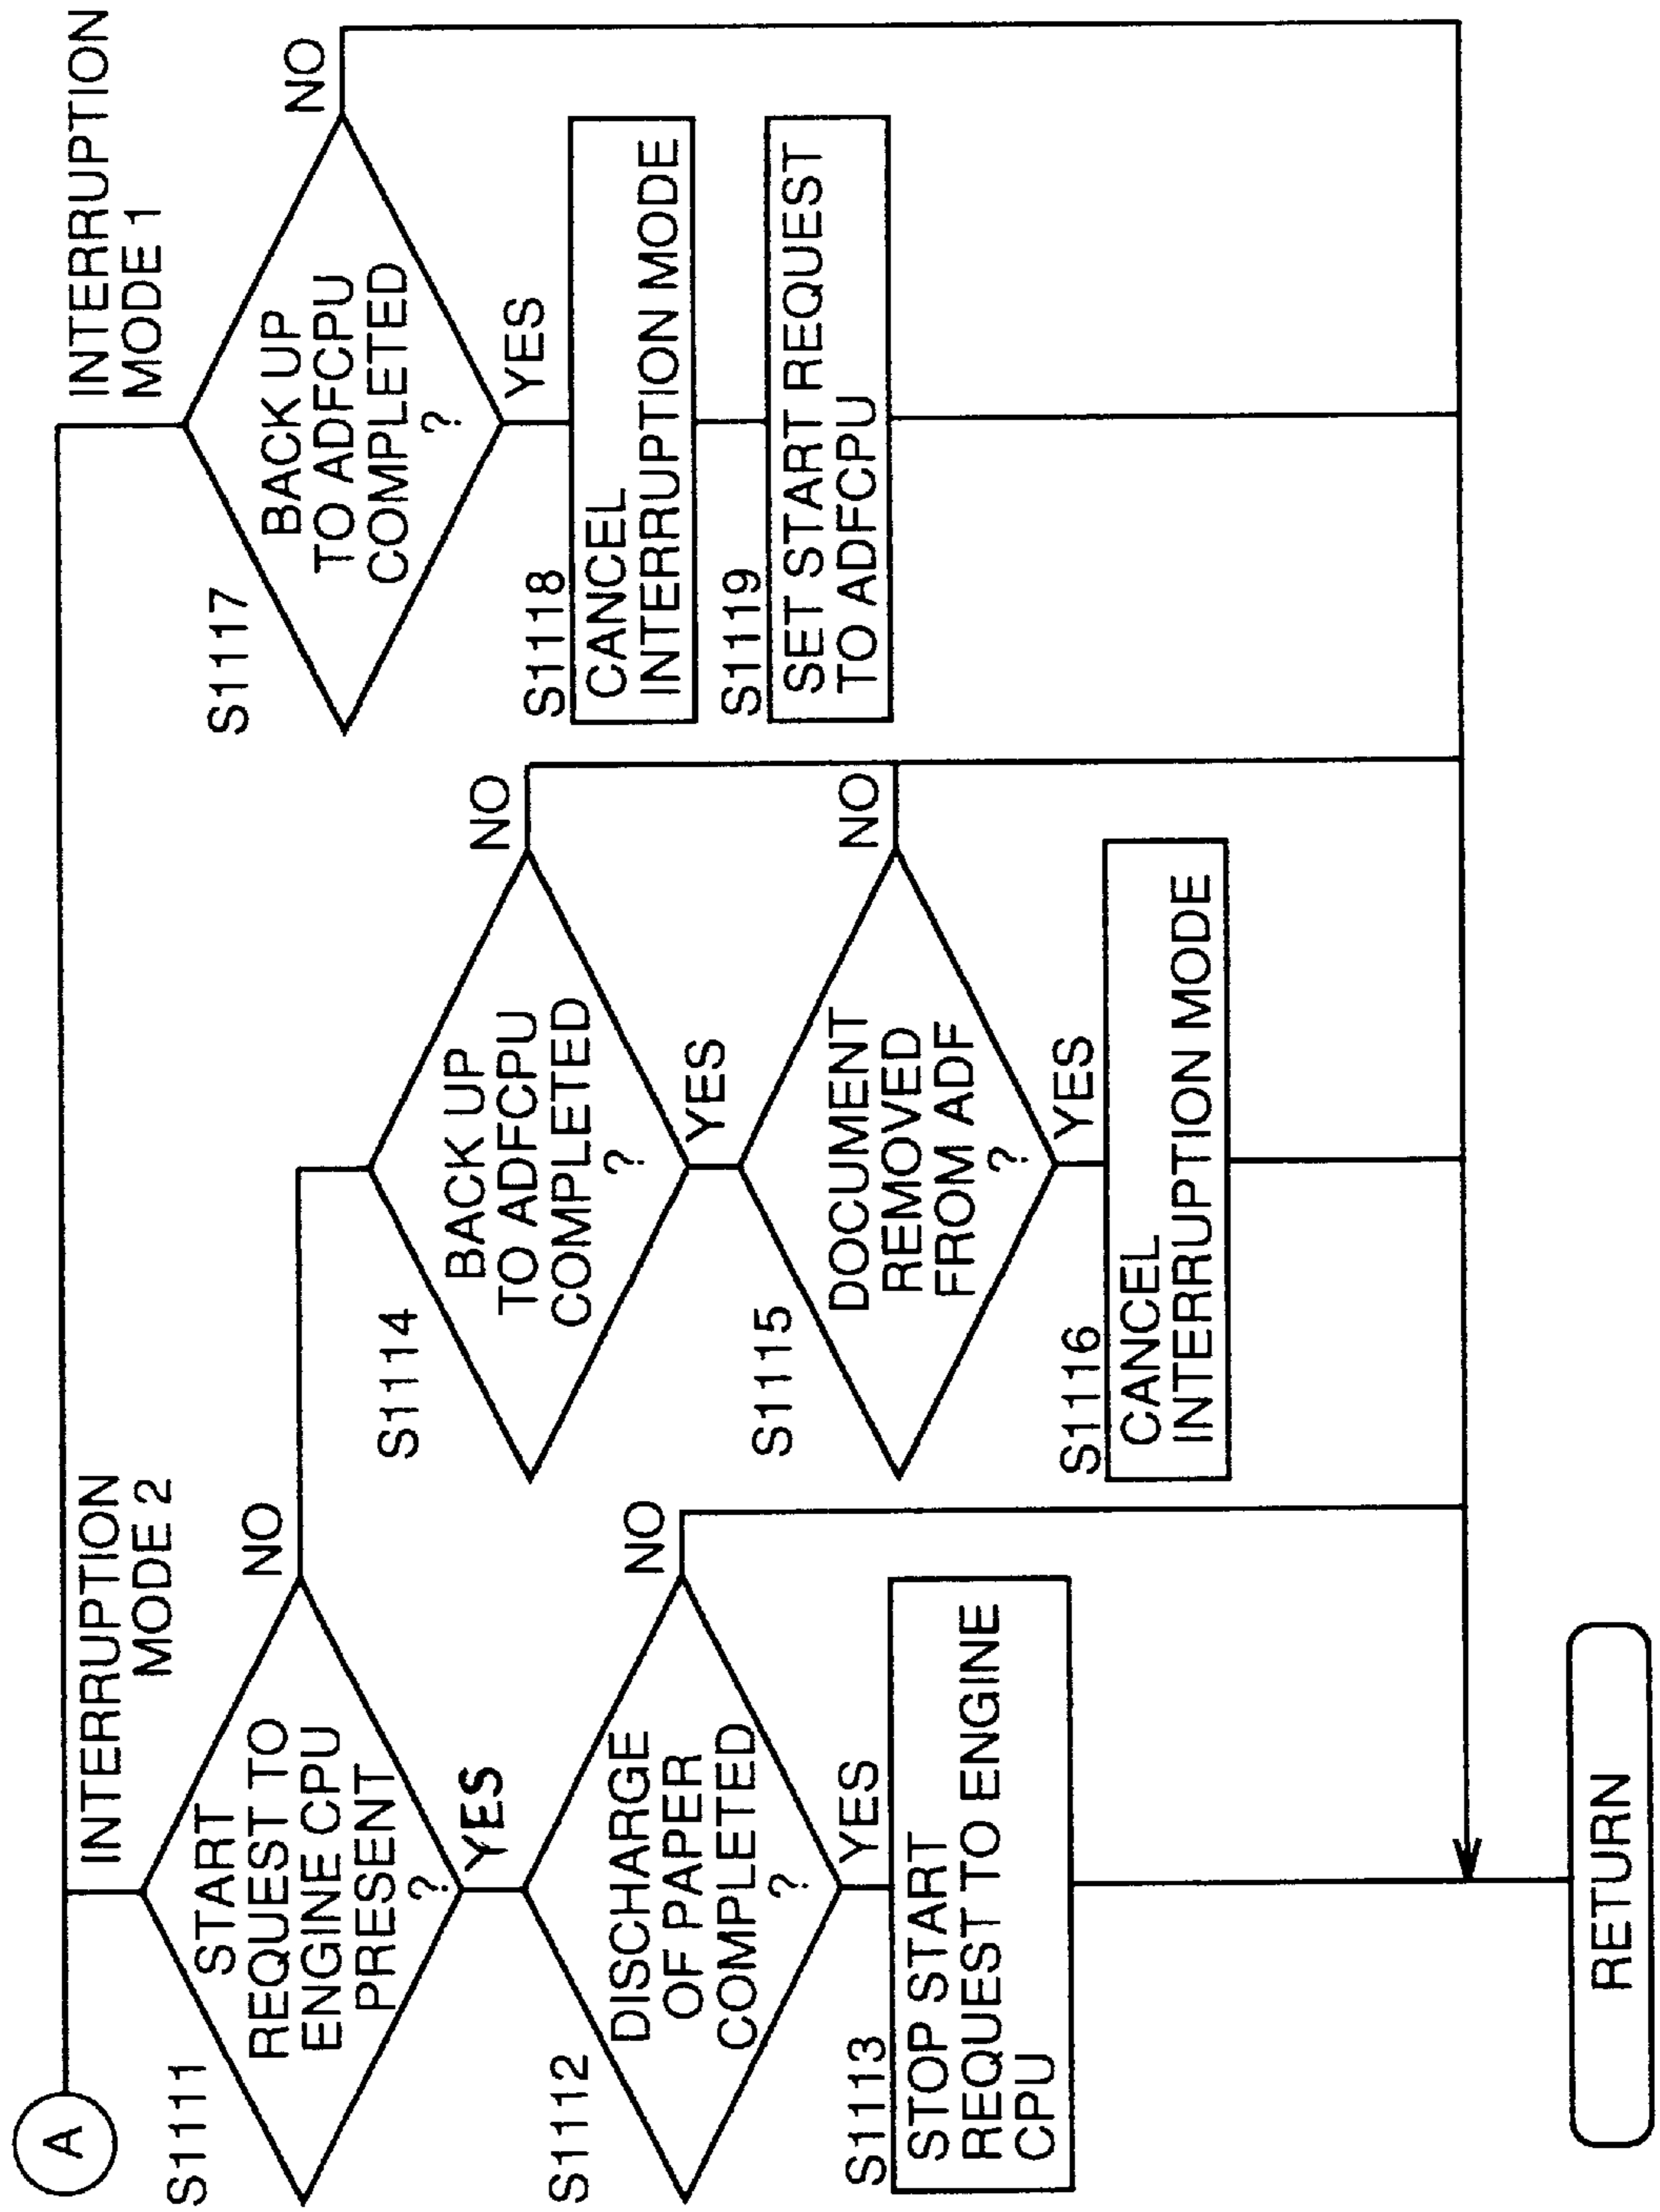 A
INTERRUPTION
MODE 2
S1111
START
REQUEST TO
ENGINE CPU
PRESENT
?
NO
YES
S1112
DISCHARGE
OF PAPER
COMPLETED
?
NO
YES
S1113
STOP START
REQUEST TO ENGINE
CPU
S1114
BACK UP
TO ADFCPU
COMPLETED
?
NO
YES
S1115
DOCUMENT
REMOVED
FROM ADF
?
NO
YES
S1116
CANCEL
INTERRUPTION MODE
INTERRUPTION
MODE 1
S1117
BACK UP
TO ADFCPU
COMPLETED
?
NO
YES
S1118
CANCEL
INTERRUPTION MODE
S1119
SET START REQUEST
TO ADFCPU
RETURN